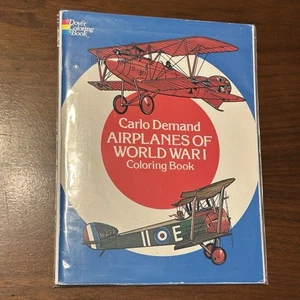 Dover
Coloring
Book
Carlo Demand
AIRPLANES OF
WORLD WAR I
Coloring Book
E